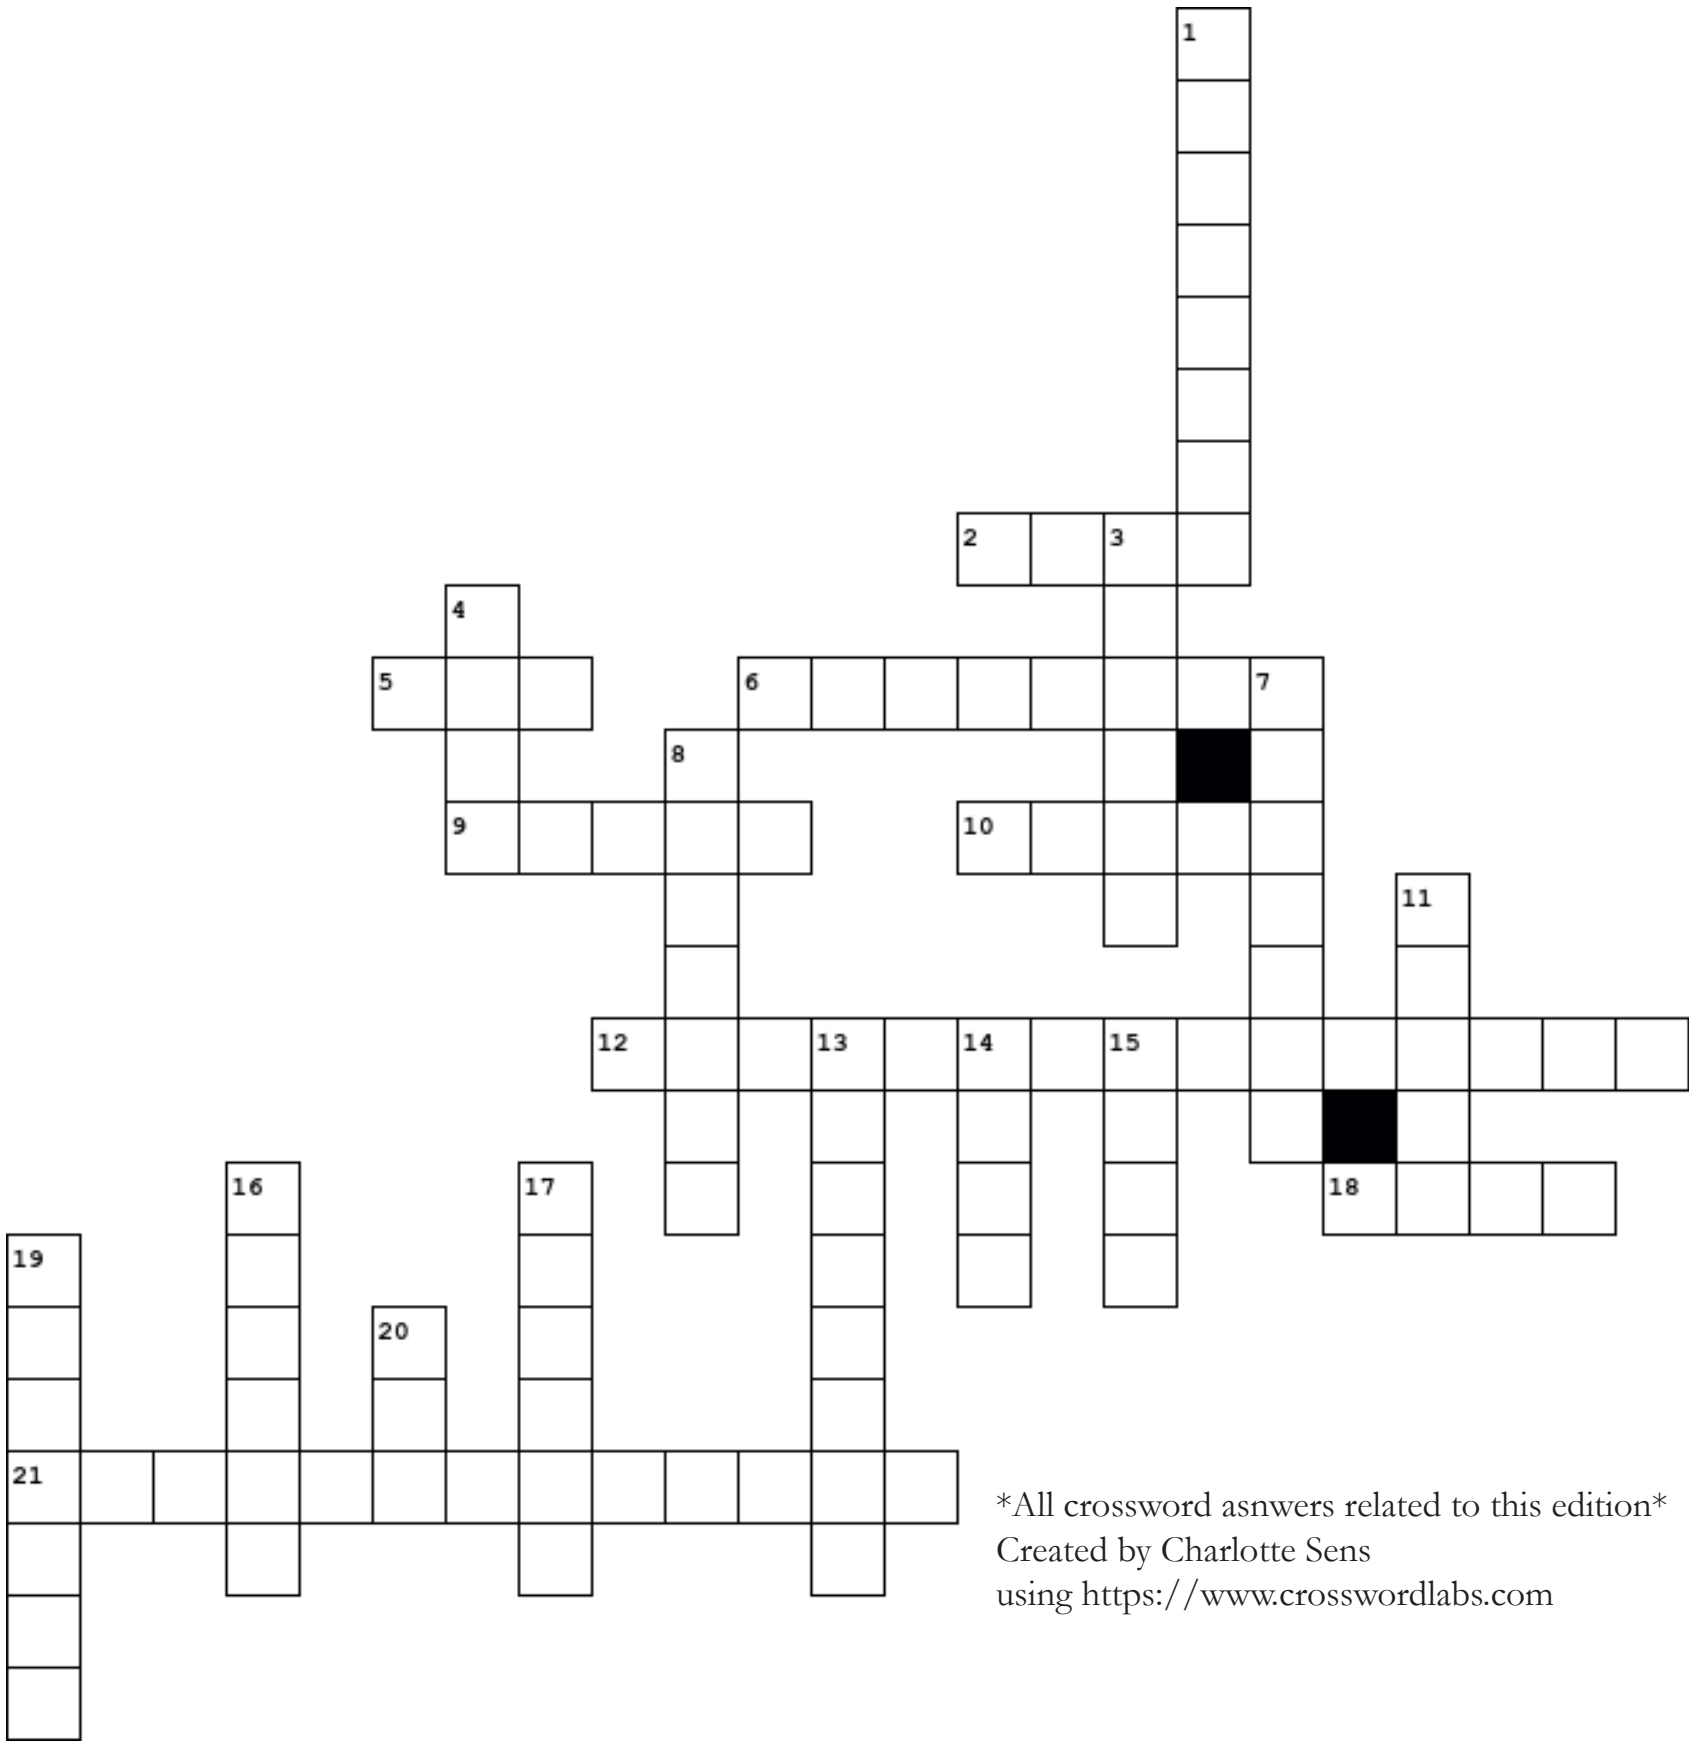 1
2 3
4
5 6 7
8
9 10
11
12 13 14 15
16 17 18
19
20
21
*All crossword asnwers related to this edition*
Created by Charlotte Sens
using https://www.crosswordlabs.com